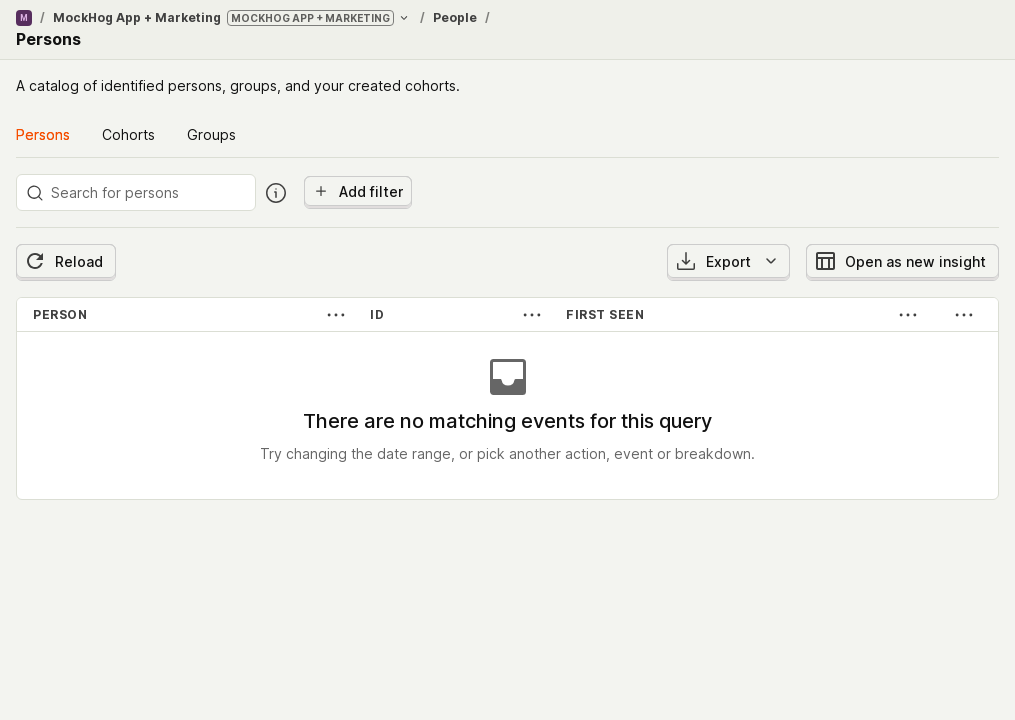 M / MockHog App + Marketing MOCKHOG APP + MARKETING / People /
Persons
A catalog of identified persons, groups, and your created cohorts.
Persons Cohorts Groups
Search for persons Add filter
Reload Export Open as new insight
PERSON ID FIRST SEEN
There are no matching events for this query
Try changing the date range, or pick another action, event or breakdown.